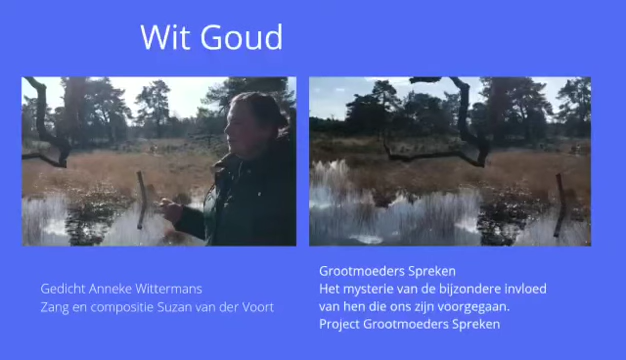 Wit Goud
Gedicht Anneke Wittermans
Zang en compositie Suzan van der Voort
Grootmoeders Spreken
Het mysterie van de bijzondere invloed
van hen die ons zijn voorgegaan.
Project Grootmoeders Spreken